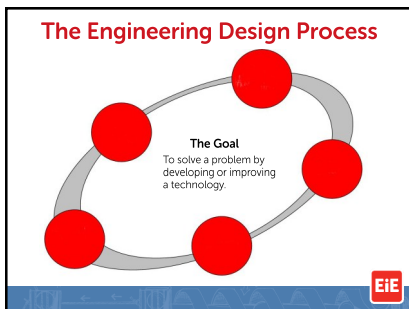 The Engineering Design Process
The Goal
To solve a problem by
developing or improving
a technology.
EiE